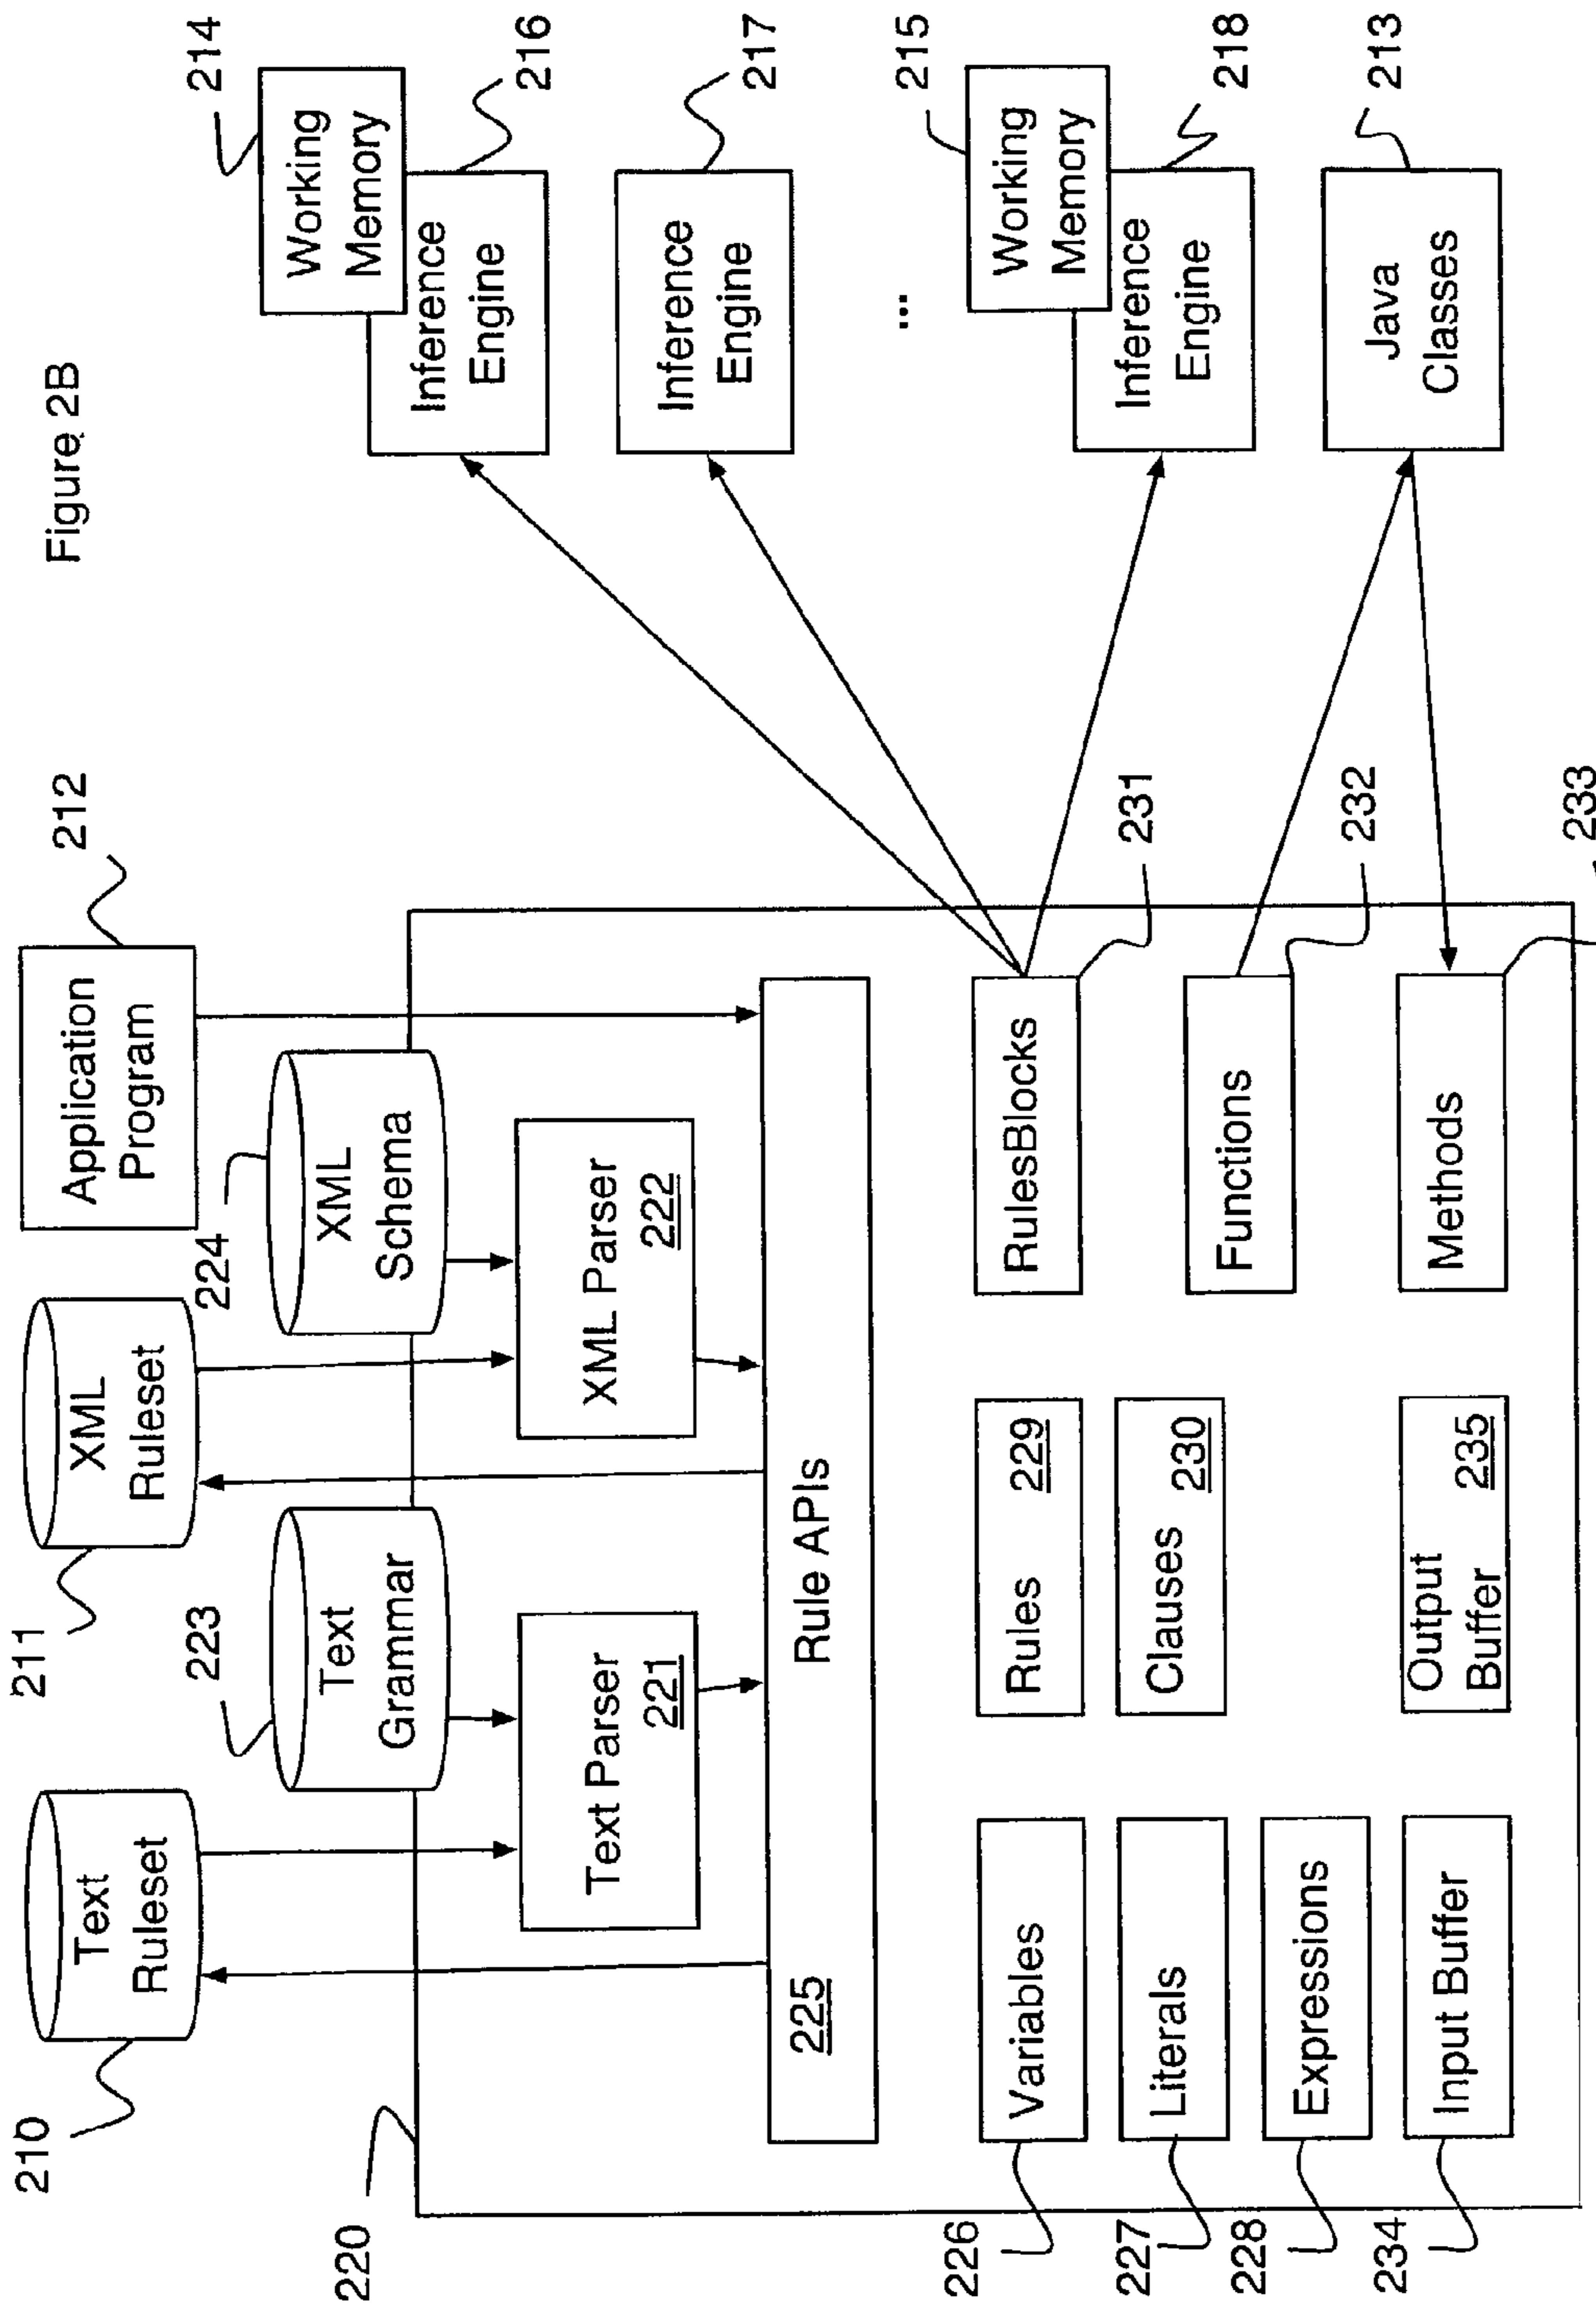 Figure 2B
210
Text
Ruleset
211
XML
Ruleset
212
Application
Program
220
223
Text
Grammar
224
XML
Schema
Text Parser
221
XML Parser
222
225
Rule APIs
226
Variables
227
Literals
228
Expressions
234
Input Buffer
Rules
229
Clauses
230
Output
Buffer
235
RulesBlocks
231
Functions
232
Methods
233
214
Working
Memory
216
Inference
Engine
217
Inference
Engine
...
215
Working
Memory
218
Inference
Engine
213
Java
Classes